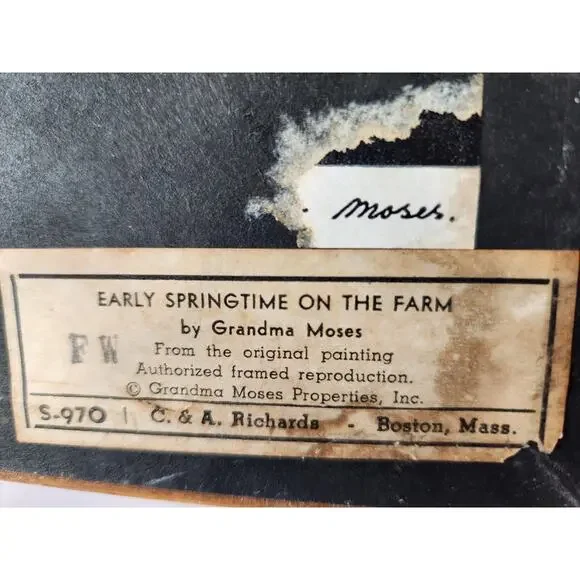 . Moses.
EARLY SPRINGTIME ON THE FARM
by Grandma Moses
FW
From the original painting
Authorized framed reproduction.
© Grandma Moses Properties, Inc.
S-970 | C. & A. Richards - Boston, Mass.